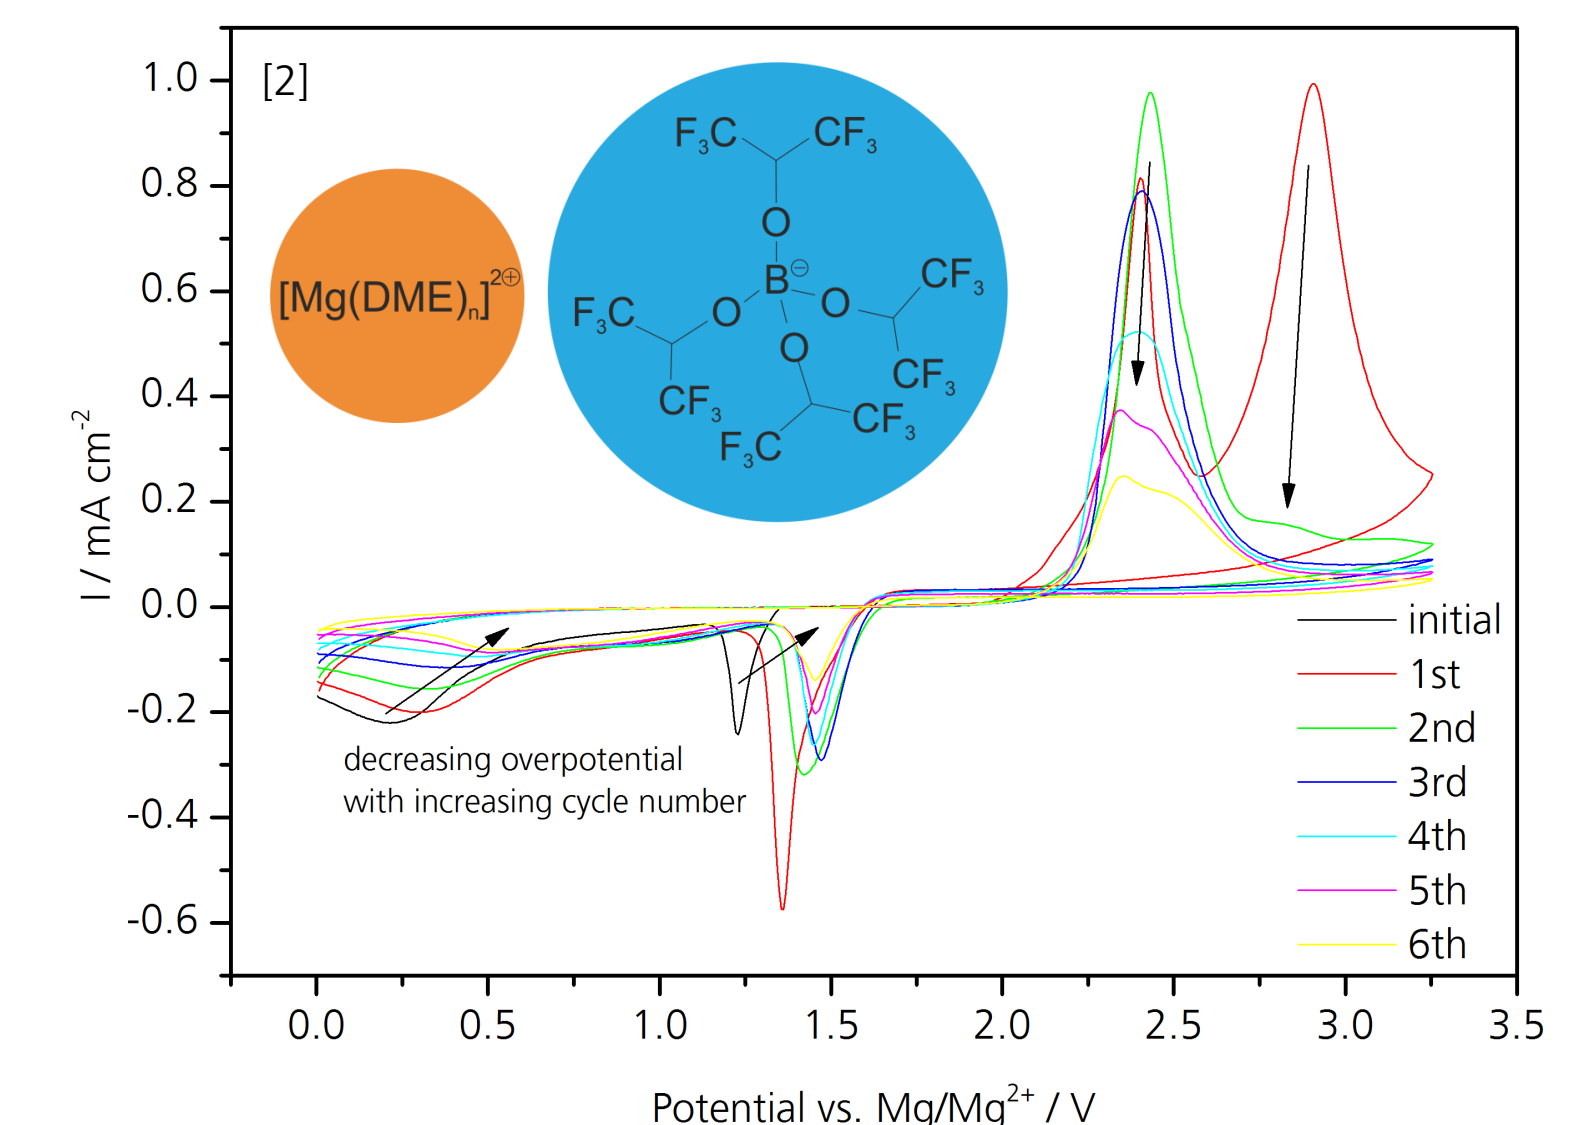 [2]
1.0
0.8
0.6
0.4
0.2
0.0
-0.2
-0.4
-0.6
I / mA cm-2
[Mg(DME)n]2⊕
F3C CF3
O
B⊖
CF3
F3C O O
O
CF3
CF3
CF3
F3C
decreasing overpotential
with increasing cycle number
initial
1st
2nd
3rd
4th
5th
6th
0.0 0.5 1.0 1.5 2.0 2.5 3.0 3.5
Potential vs. Mg/Mg2+ / V